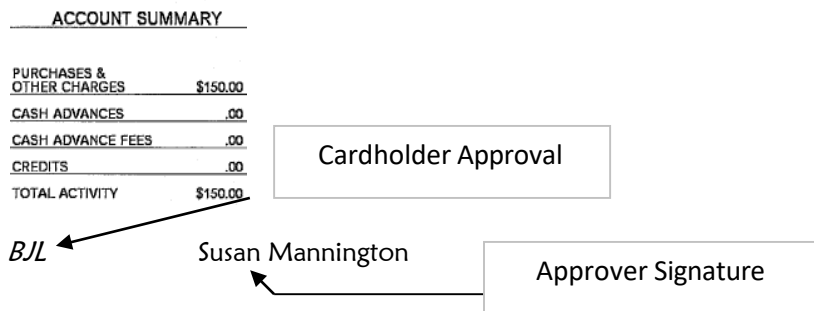 ACCOUNT SUMMARY
PURCHASES &
OTHER CHARGES $150.00
CASH ADVANCES .00
CASH ADVANCE FEES .00
CREDITS .00
TOTAL ACTIVITY $150.00
Cardholder Approval
BJL Susan Mannington
Approver Signature